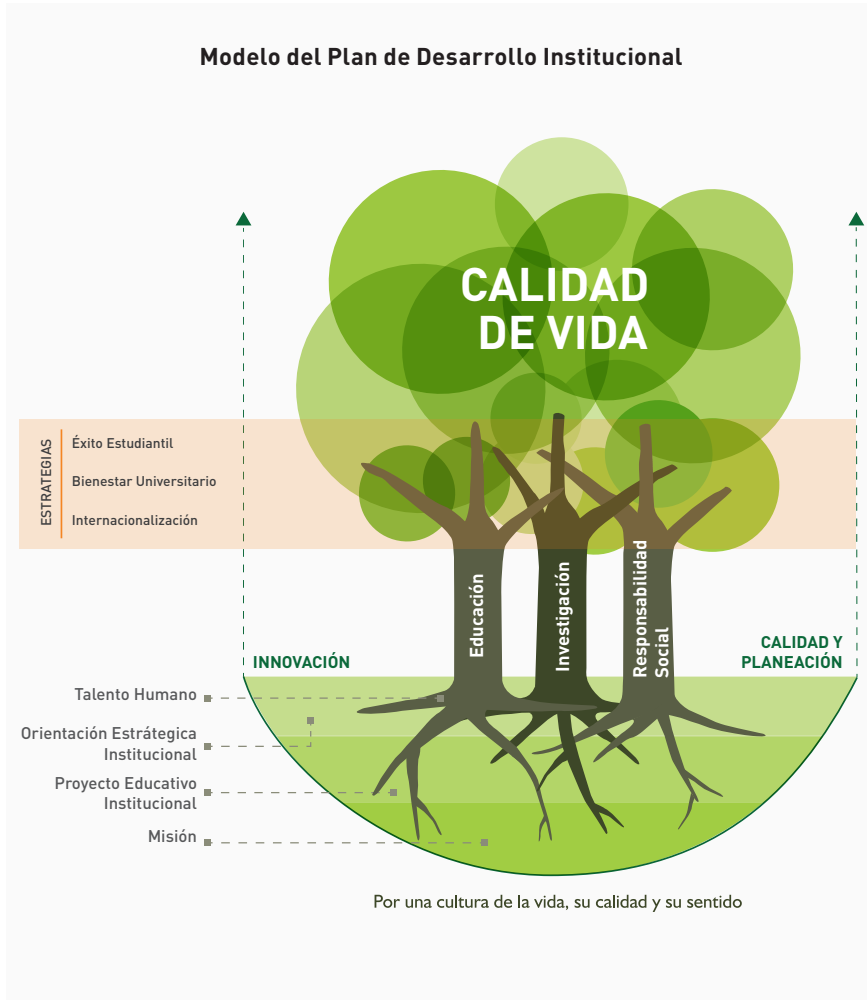 Modelo del Plan de Desarrollo Institucional
CALIDAD
DE VIDA
ESTRATEGIAS
Éxito Estudiantil
Bienestar Universitario
Internacionalización
Educación
Investigación
Responsabilidad
Social
INNOVACIÓN
CALIDAD Y
PLANEACIÓN
Talento Humano
Orientación Estrátegica
Institucional
Proyecto Educativo
Institucional
Misión
Por una cultura de la vida, su calidad y su sentido